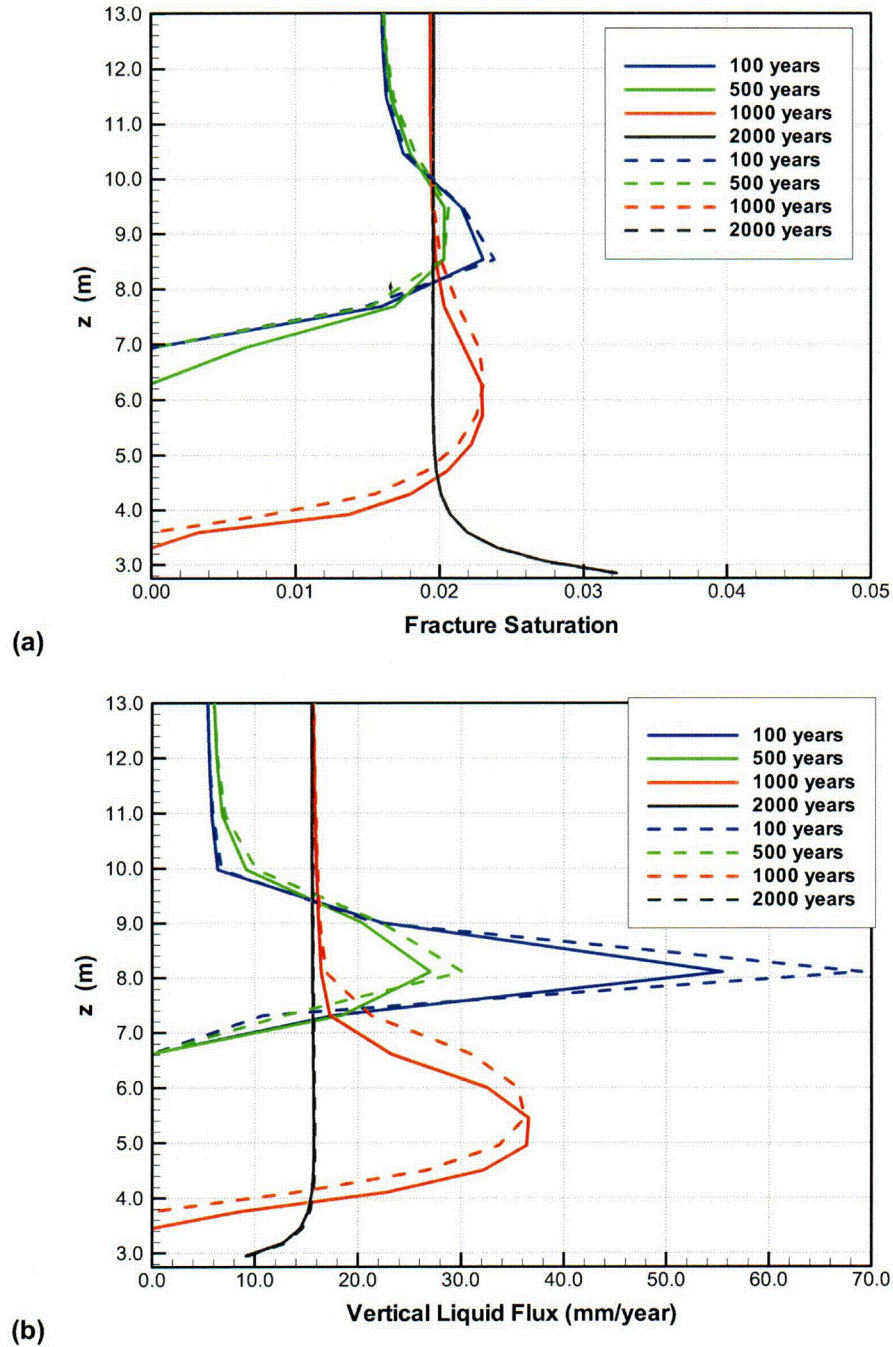 13.0
12.0
11.0
10.0
9.0
8.0
7.0
6.0
5.0
4.0
3.0
z (m)
100 years
500 years
1000 years
2000 years
100 years
500 years
1000 years
2000 years
0.00 0.01 0.02 0.03 0.04 0.05
Fracture Saturation
(a)
13.0
12.0
11.0
10.0
9.0
8.0
7.0
6.0
5.0
4.0
3.0
z (m)
100 years
500 years
1000 years
2000 years
100 years
500 years
1000 years
2000 years
0.0 10.0 20.0 30.0 40.0 50.0 60.0 70.0
Vertical Liquid Flux (mm/year)
(b)